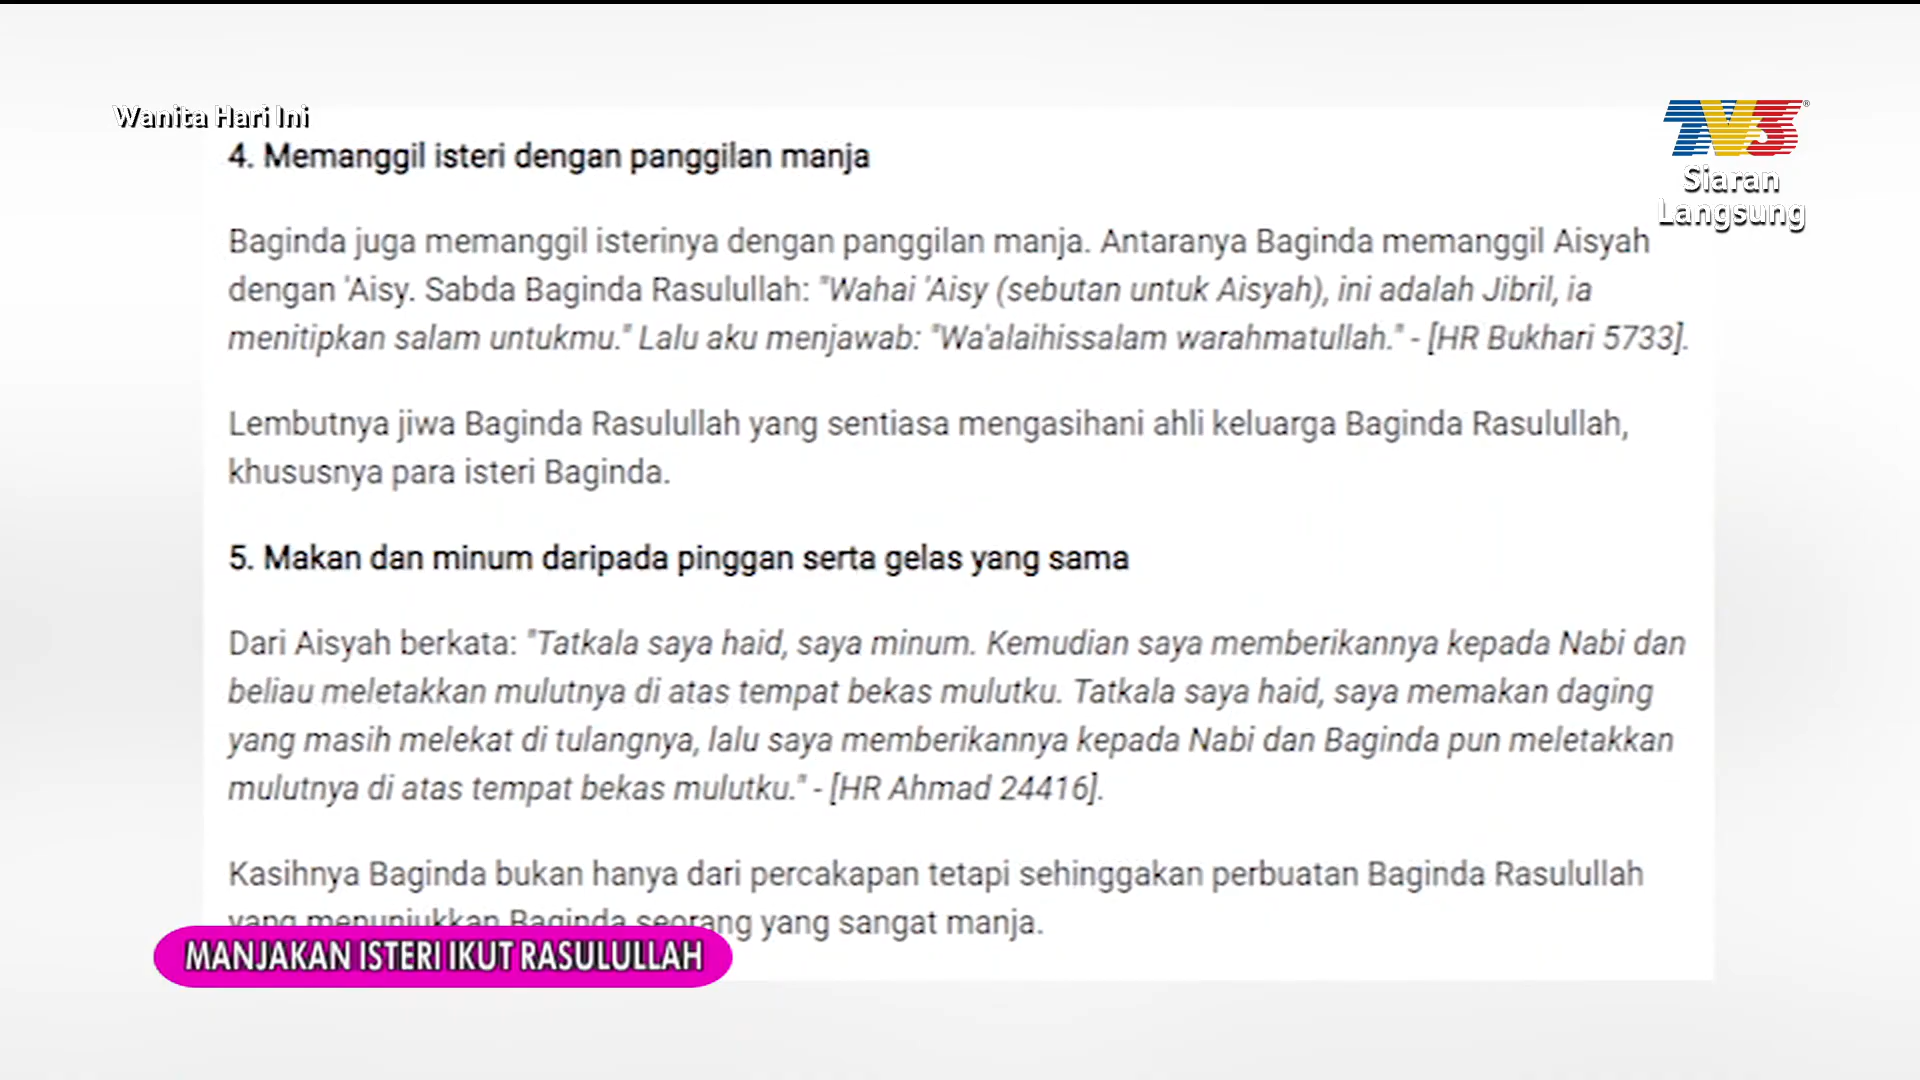 Wanita Hari Ini
TV3
Siaran
Langsung
4. Memanggil isteri dengan panggilan manja
Baginda juga memanggil isterinya dengan panggilan manja. Antaranya Baginda memanggil Aisyah
dengan 'Aisy. Sabda Baginda Rasulullah: "Wahai 'Aisy (sebutan untuk Aisyah), ini adalah Jibril, ia
menitipkan salam untukmu." Lalu aku menjawab: "Wa'alaihissalam warahmatullah." - [HR Bukhari 5733].
Lembutnya jiwa Baginda Rasulullah yang sentiasa mengasihani ahli keluarga Baginda Rasulullah,
khususnya para isteri Baginda.
5. Makan dan minum daripada pinggan serta gelas yang sama
Dari Aisyah berkata: "Tatkala saya haid, saya minum. Kemudian saya memberikannya kepada Nabi dan
beliau meletakkan mulutnya di atas tempat bekas mulutku. Tatkala saya haid, saya memakan daging
yang masih melekat di tulangnya, lalu saya memberikannya kepada Nabi dan Baginda pun meletakkan
mulutnya di atas tempat bekas mulutku." - [HR Ahmad 24416].
Kasihnya Baginda bukan hanya dari percakapan tetapi sehinggakan perbuatan Baginda Rasulullah
yang menunjukkan Baginda seorang yang sangat manja.
MANJAKAN ISTERI IKUT RASULULLAH